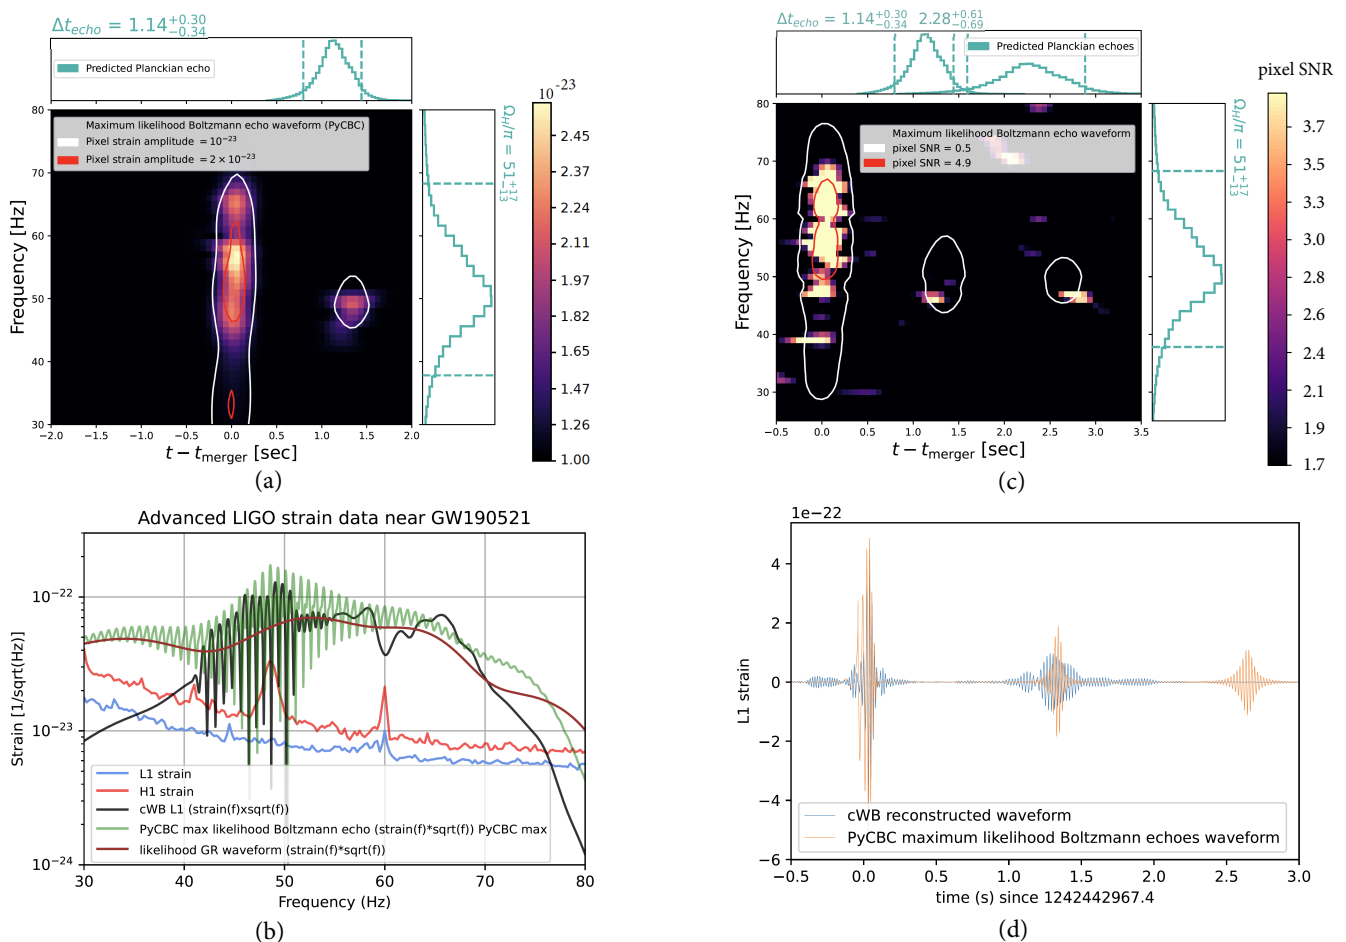 Δt_echo = 1.14^{+0.30}_{−0.34}
Predicted Planckian echo
Maximum likelihood Boltzmann echo waveform (PyCBC)
Pixel strain amplitude = 10⁻²³
Pixel strain amplitude = 2 × 10⁻²³
80
70
60
50
40
30
Frequency [Hz]
−2.0 −1.5 −1.0 −0.5 0.0 0.5 1.0 1.5 2.0
t − t_merger [sec]
Ω_H/π = 51^{+17}_{−13}
10⁻²³
2.45
2.24
2.11
1.97
1.82
1.65
1.47
1.26
1.00
(a)
Δt_echo = 1.14^{+0.30}_{−0.34} 2.28^{+0.61}_{−0.69}
Predicted Planckian echoes
Maximum likelihood Boltzmann echo waveform
pixel SNR = 0.5
pixel SNR = 4.9
80
70
60
50
40
30
Frequency [Hz]
−0.5 0.0 0.5 1.0 1.5 2.0 2.5 3.0 3.5
t − t_merger [sec]
Ω_H/π = 51^{+17}_{−13}
pixel SNR
3.7
3.5
3.3
3.0
2.8
2.6
2.4
2.1
1.9
1.7
(c)
Advanced LIGO strain data near GW190521
10⁻²²
10⁻²³
10⁻²⁴
Strain [1/sqrt(Hz)]
L1 strain
H1 strain
cWB L1 (strain(f)xsqrt(f))
PyCBC max likelihood Boltzmann echo (strain(f)*sqrt(f)) PyCBC max
likelihood GR waveform (strain(f)*sqrt(f))
30 40 50 60 70 80
Frequency (Hz)
(b)
1e−22
4
2
0
−2
−4
−6
L1 strain
cWB reconstructed waveform
PyCBC maximum likelihood Boltzmann echoes waveform
−0.5 0.0 0.5 1.0 1.5 2.0 2.5 3.0
time (s) since 1242442967.4
(d)